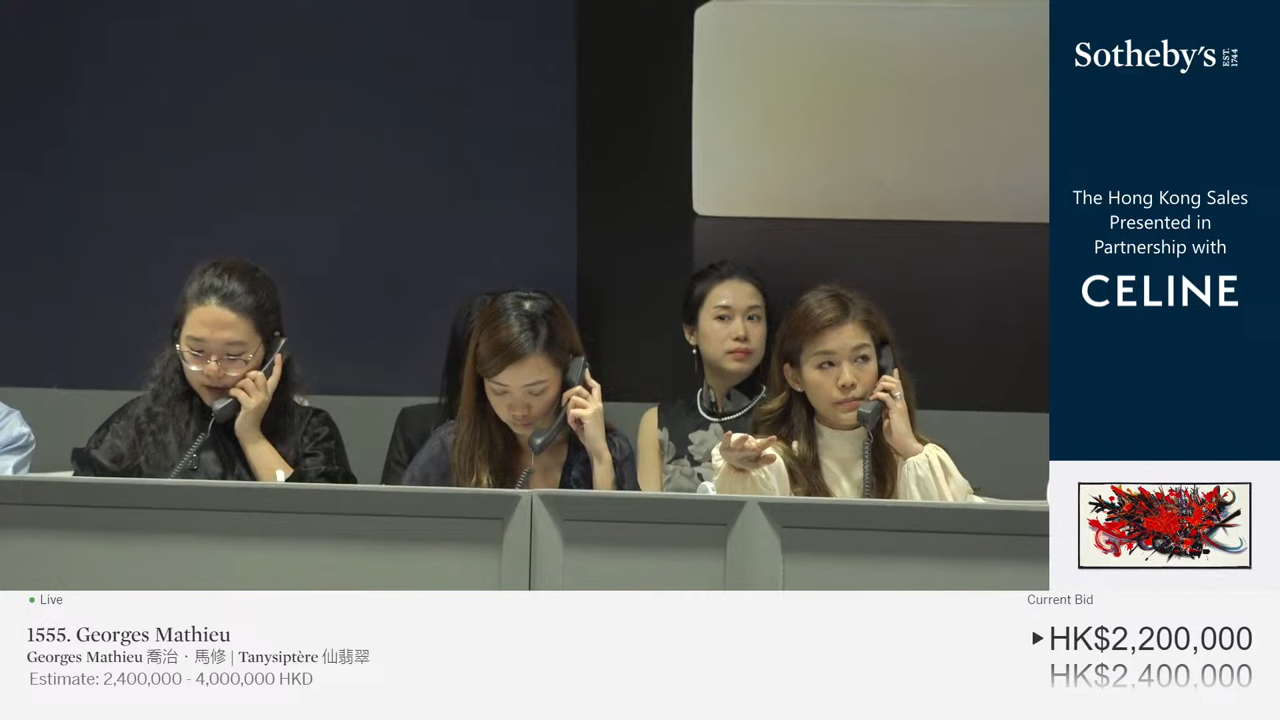 Sotheby's EST. 1744
The Hong Kong Sales
Presented in
Partnership with
CELINE
Live
Current Bid
1555. Georges Mathieu
Georges Mathieu 喬治・馬修 | Tanysiptère 仙翡翠
Estimate: 2,400,000 - 4,000,000 HKD
HK$2,200,000
HK$2,400,000